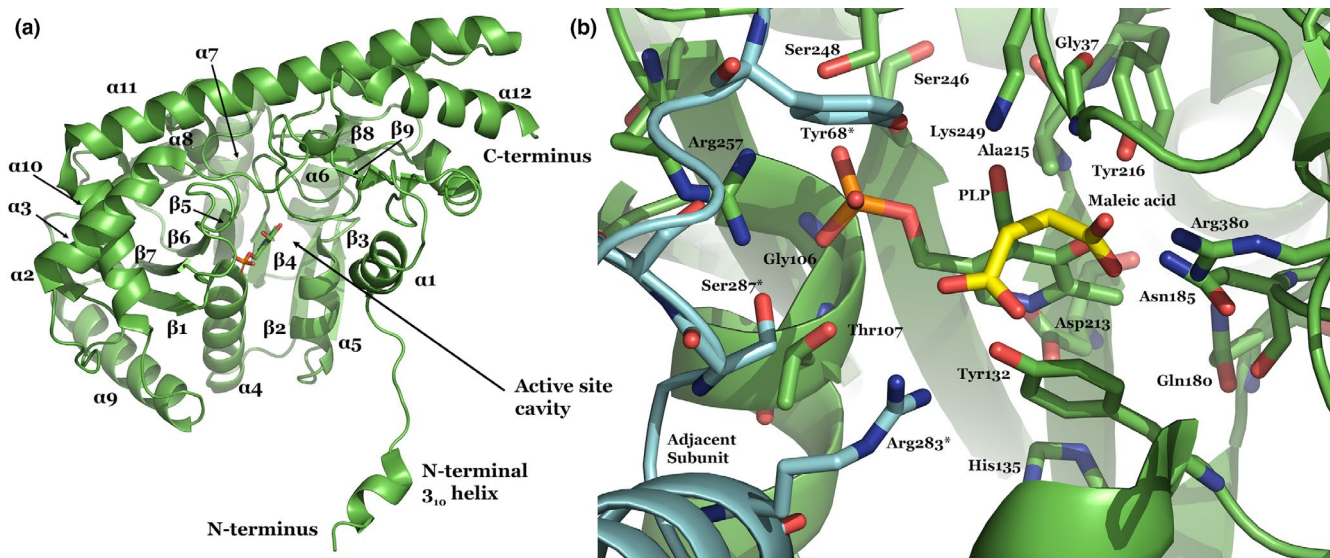 (a)
α7
α11
α12
α8
β8
β9
C-terminus
α10
α6
α3
β5
β6
β3
β7
β4
α2
α1
β1
β2
α5
α4
α9
Active site
cavity
N-terminal
3₁₀ helix
N-terminus
(b)
Ser248
Gly37
Ser246
Tyr68*
Lys249
Arg257
Ala215
Tyr216
PLP
Maleic acid
Arg380
Gly106
Ser287*
Asn185
Asp213
Thr107
Tyr132
Gln180
Adjacent
Subunit
Arg283*
His135